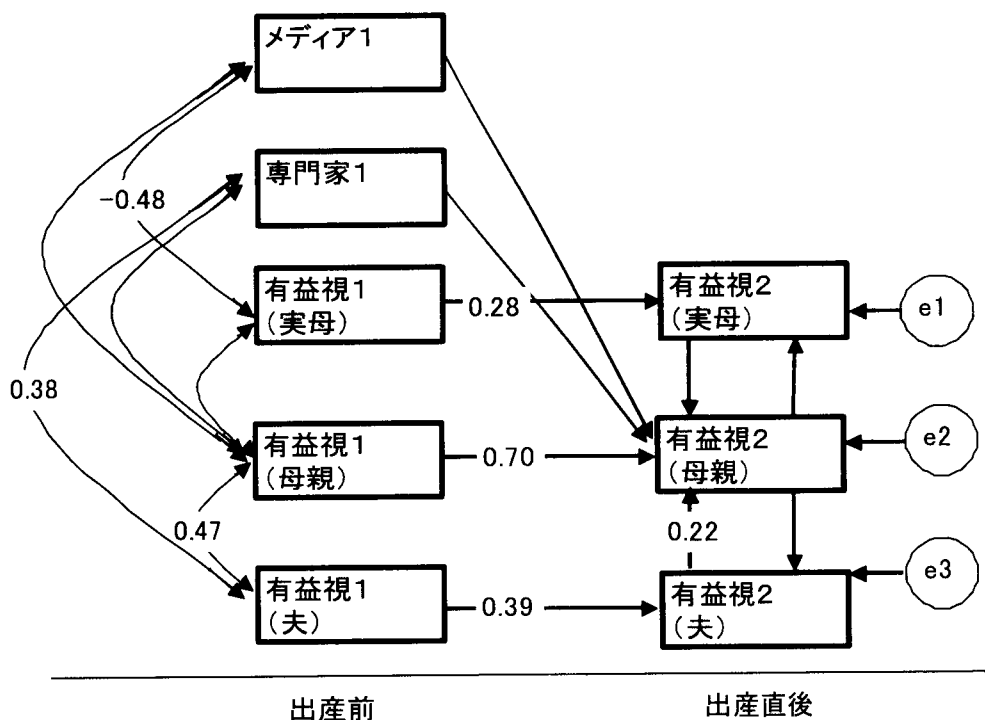 メディア1
専門家1
-0.48
有益視1
(実母)
0.28
有益視2
(実母)
e1
0.38
有益視1
(母親)
0.70
有益視2
(母親)
e2
0.47
0.22
有益視1
(夫)
0.39
有益視2
(夫)
e3
出産前
出産直後